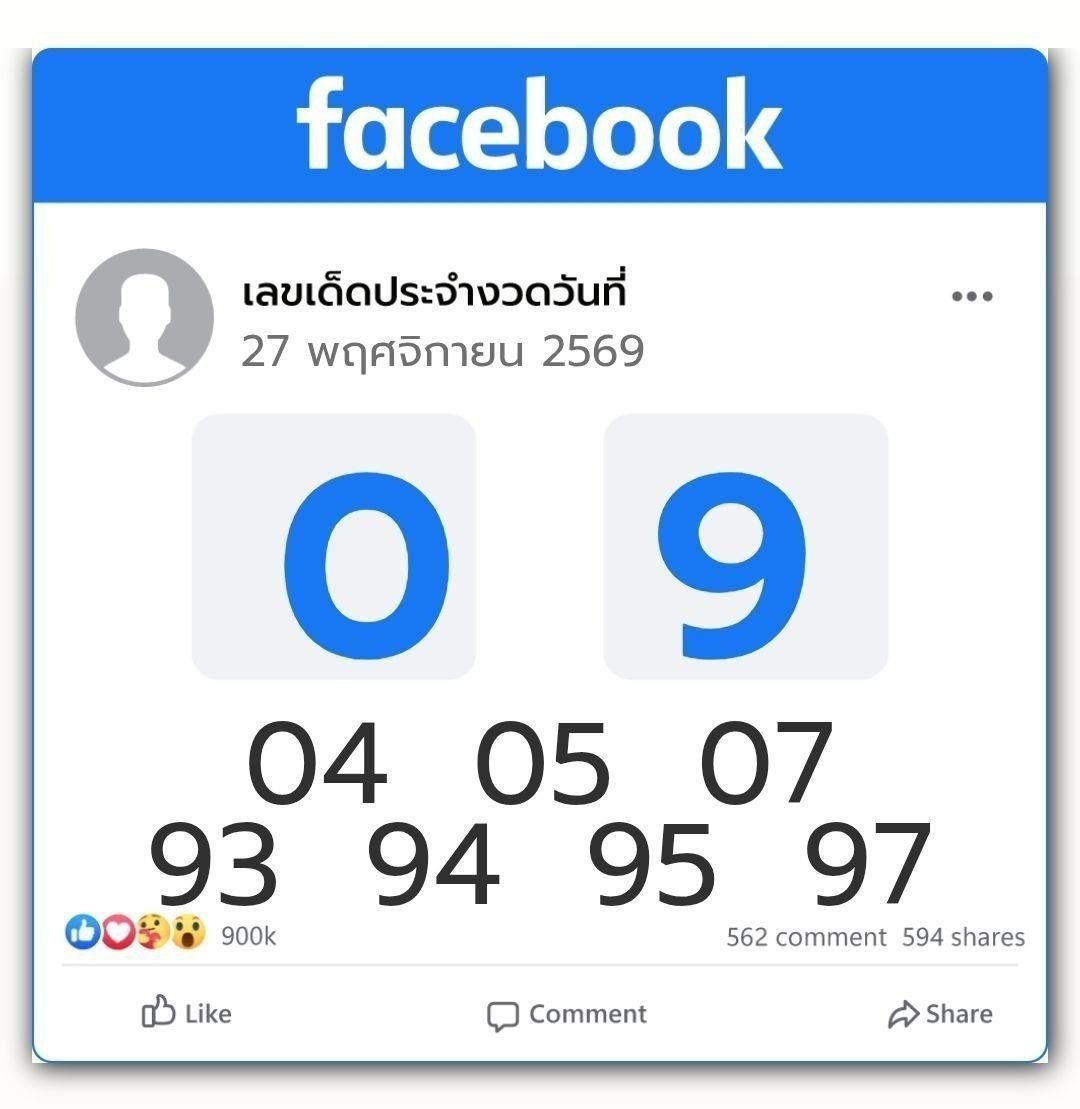 facebook
เลขเด็ดประจำงวดวันที่
27 พฤศจิกายน 2569
0 9
04 05 07
93 94 95 97
900k 562 comment 594 shares
Like Comment Share